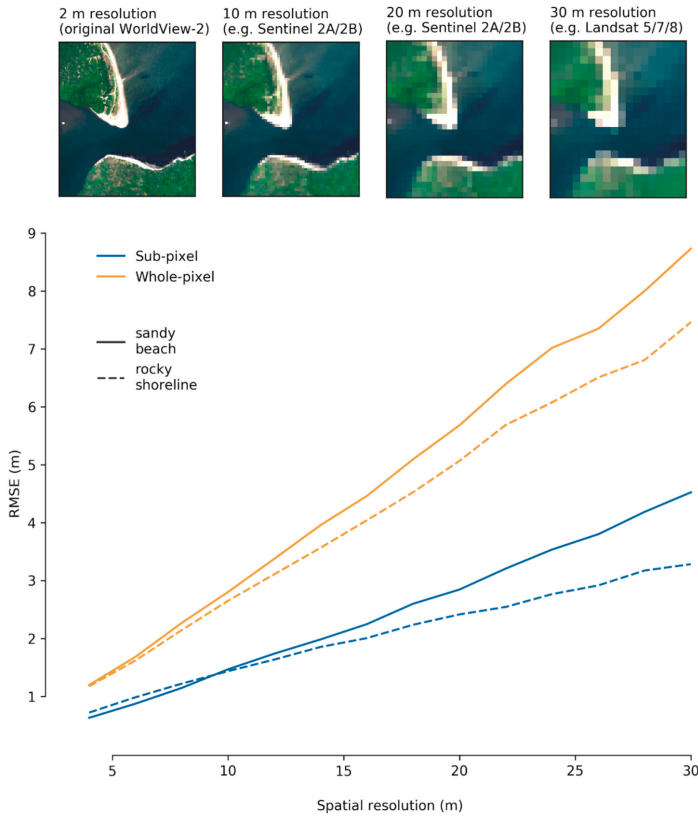 2 m resolution
(original WorldView-2)
10 m resolution
(e.g. Sentinel 2A/2B)
20 m resolution
(e.g. Sentinel 2A/2B)
30 m resolution
(e.g. Landsat 5/7/8)
9
8
7
6
5
4
3
2
1
RMSE (m)
Sub-pixel
Whole-pixel
sandy
beach
rocky
shoreline
5
10
15
20
25
30
Spatial resolution (m)